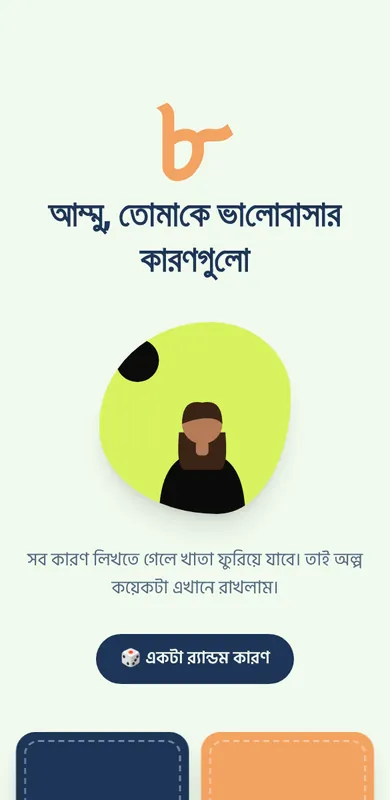 ৮
আম্মু, তোমাকে ভালোবাসার
কারণগুলো
সব কারণ লিখতে গেলে খাতা ফুরিয়ে যাবে। তাই অল্প
কয়েকটা এখানে রাখলাম।
🎲 একটা র‍্যান্ডম কারণ